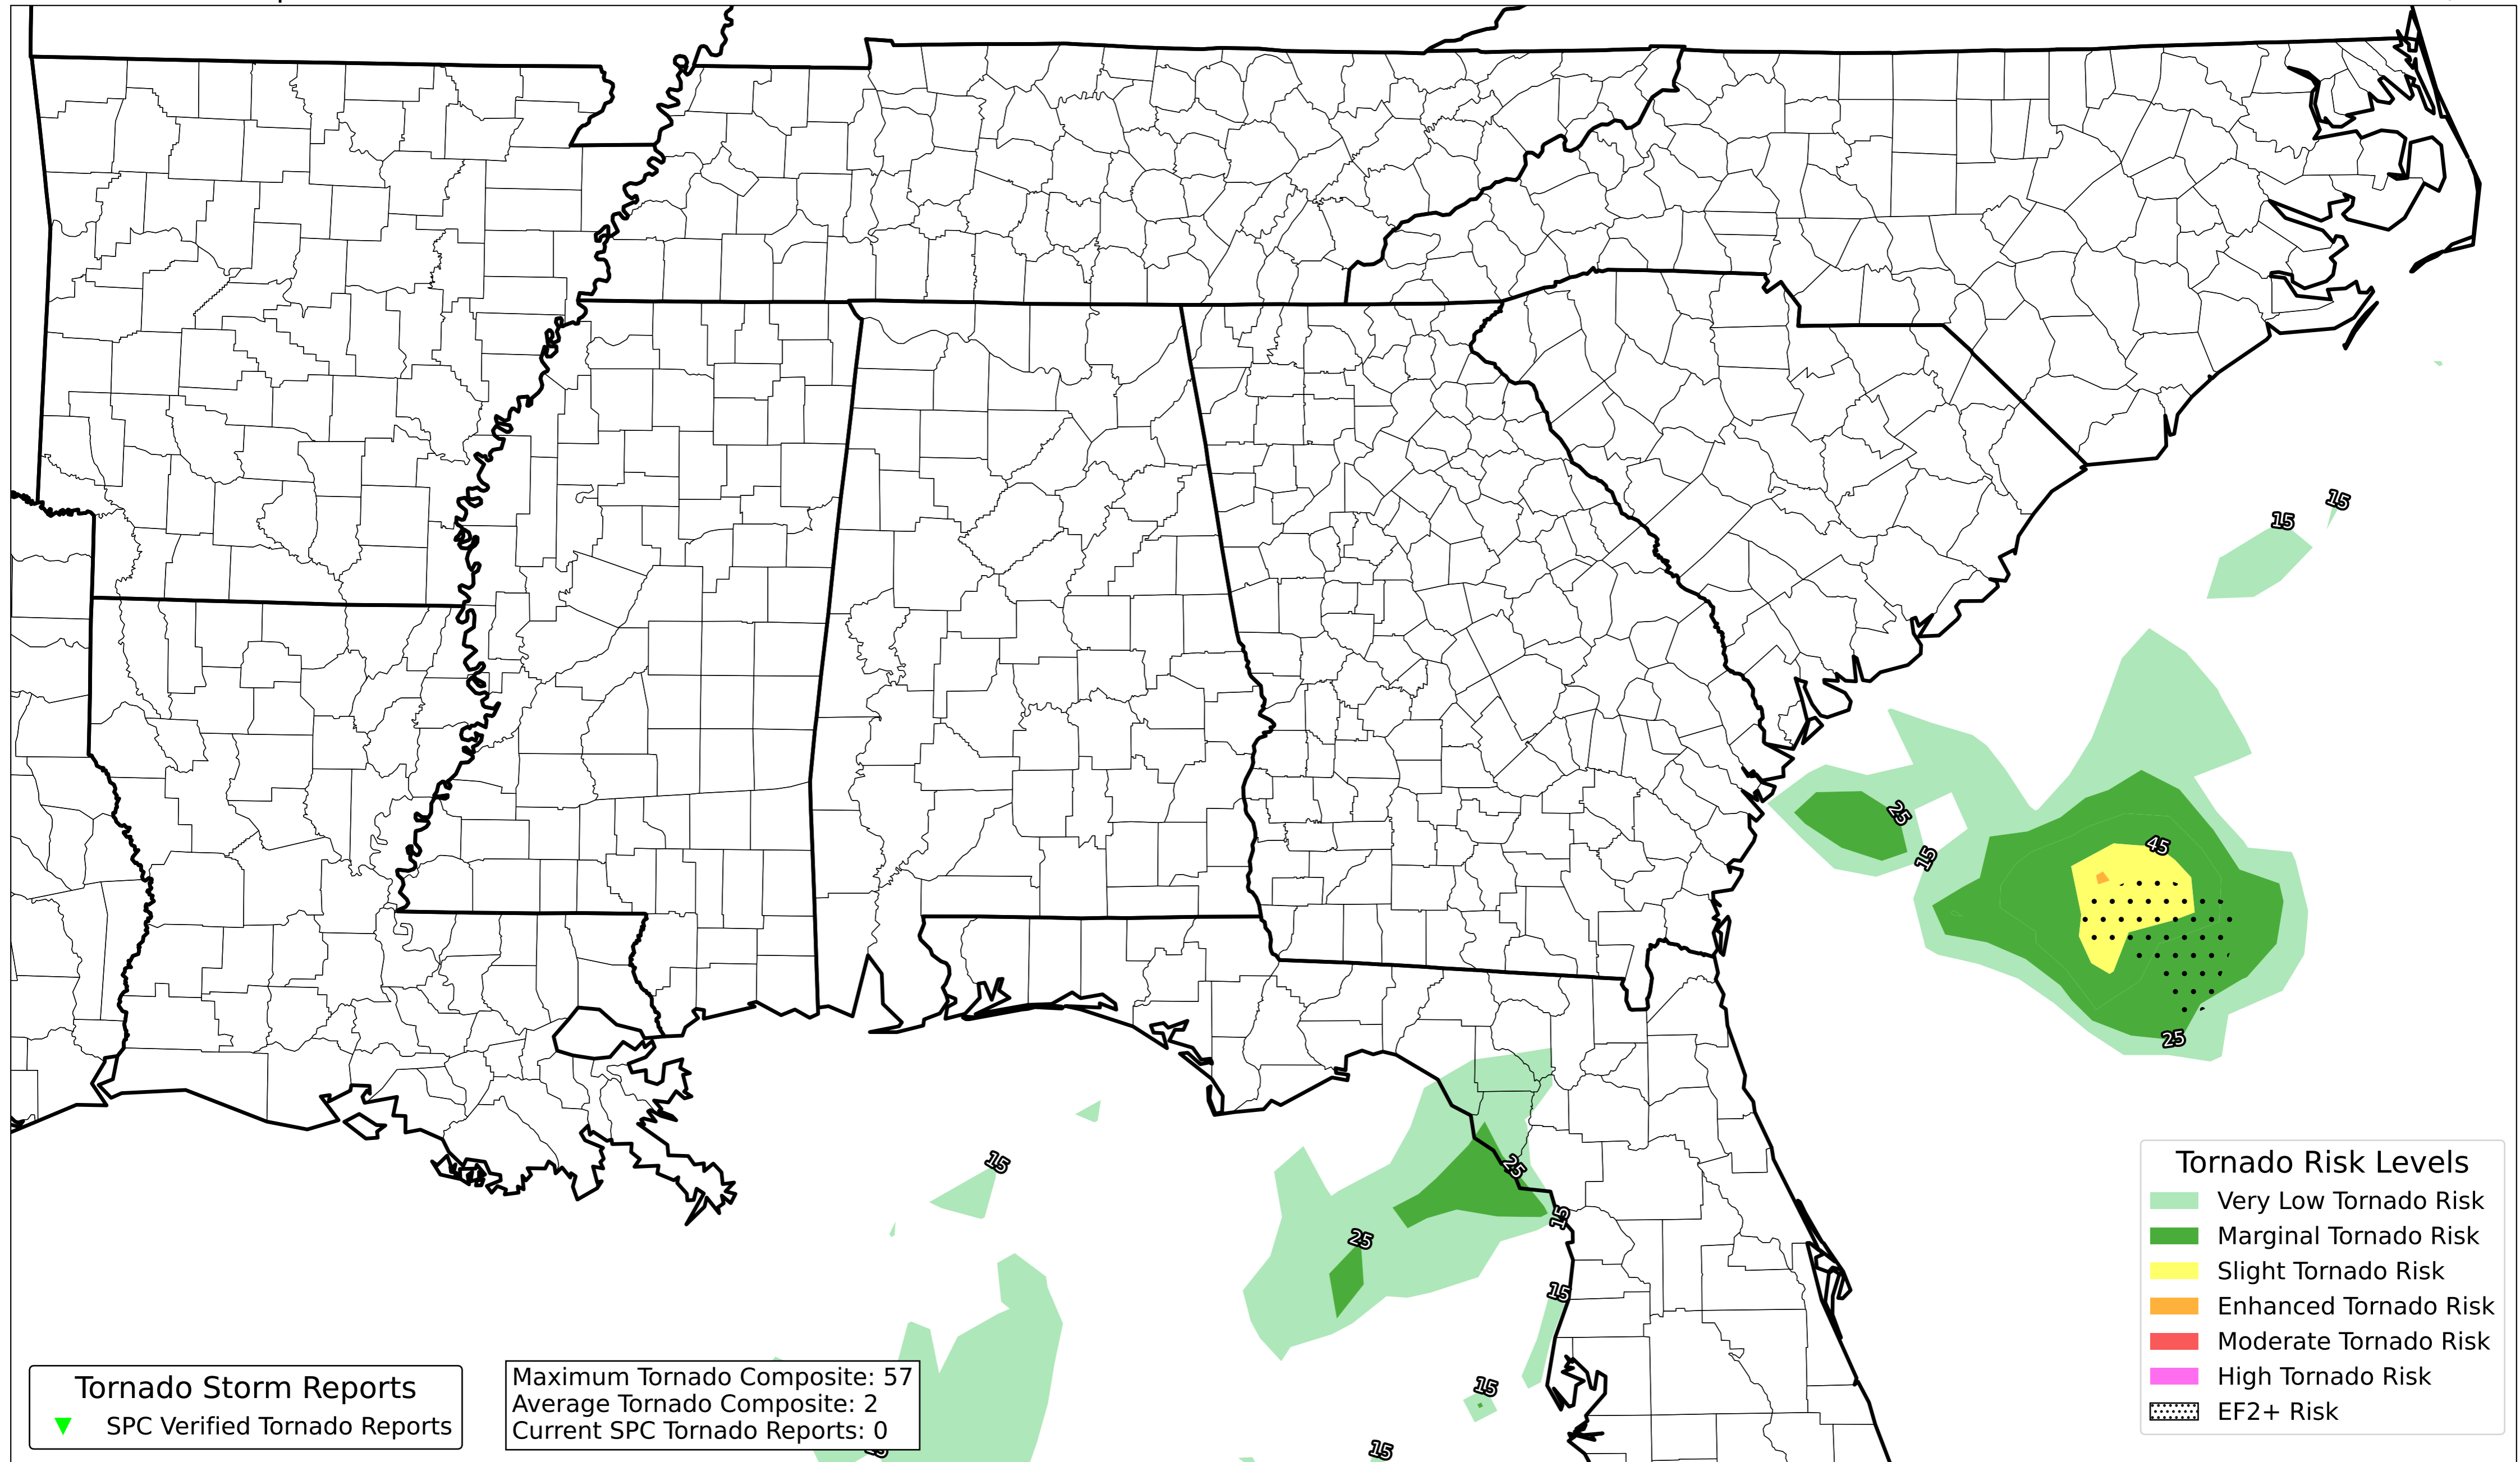 15
15
25
15
45
25
15
25
15
25
15
15
15
Tornado Storm Reports
SPC Verified Tornado Reports
Maximum Tornado Composite: 57
Average Tornado Composite: 2
Current SPC Tornado Reports: 0
Tornado Risk Levels
Very Low Tornado Risk
Marginal Tornado Risk
Slight Tornado Risk
Enhanced Tornado Risk
Moderate Tornado Risk
High Tornado Risk
EF2+ Risk